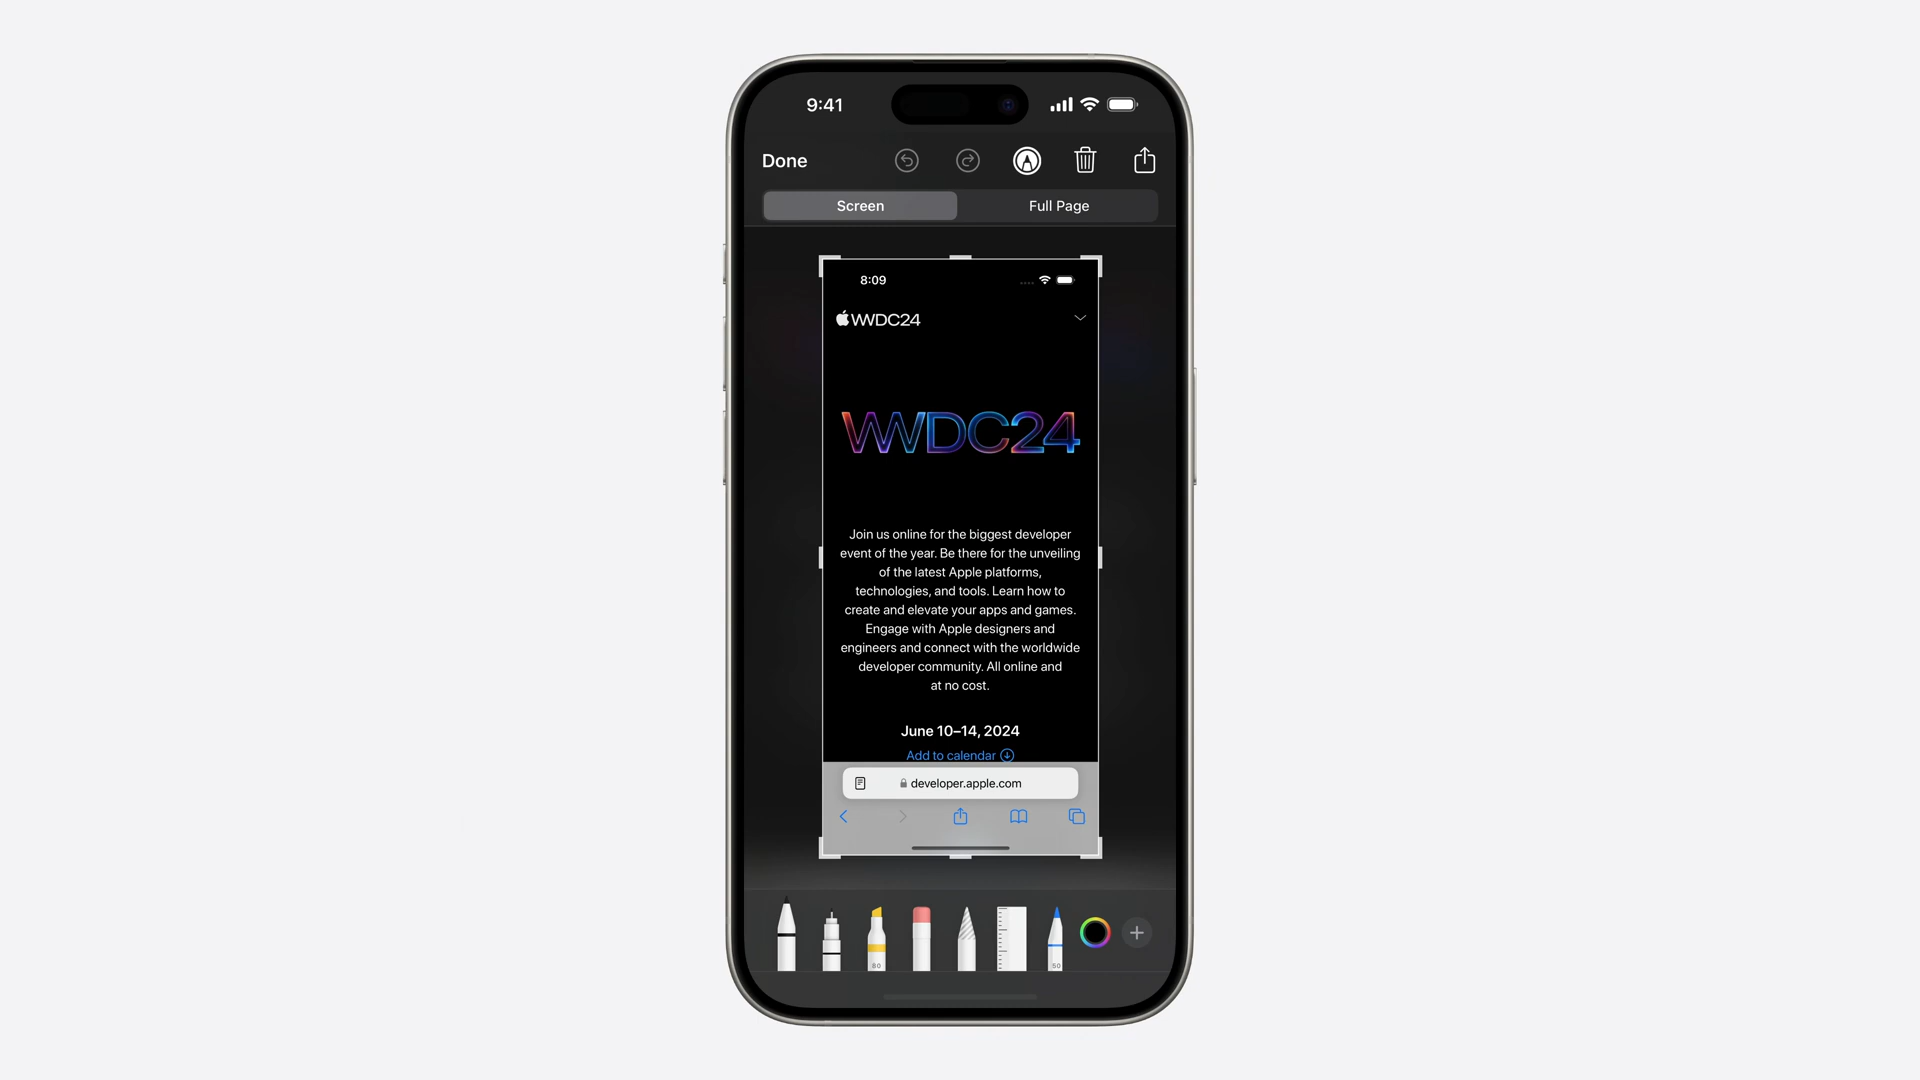 9:41
Done
Screen
Full Page
8:09
WWDC24
WWDC24
Join us online for the biggest developer
event of the year. Be there for the unveiling
of the latest Apple platforms,
technologies, and tools. Learn how to
create and elevate your apps and games.
Engage with Apple designers and
engineers and connect with the worldwide
developer community. All online and
at no cost.
June 10–14, 2024
Add to calendar
developer.apple.com
80
50